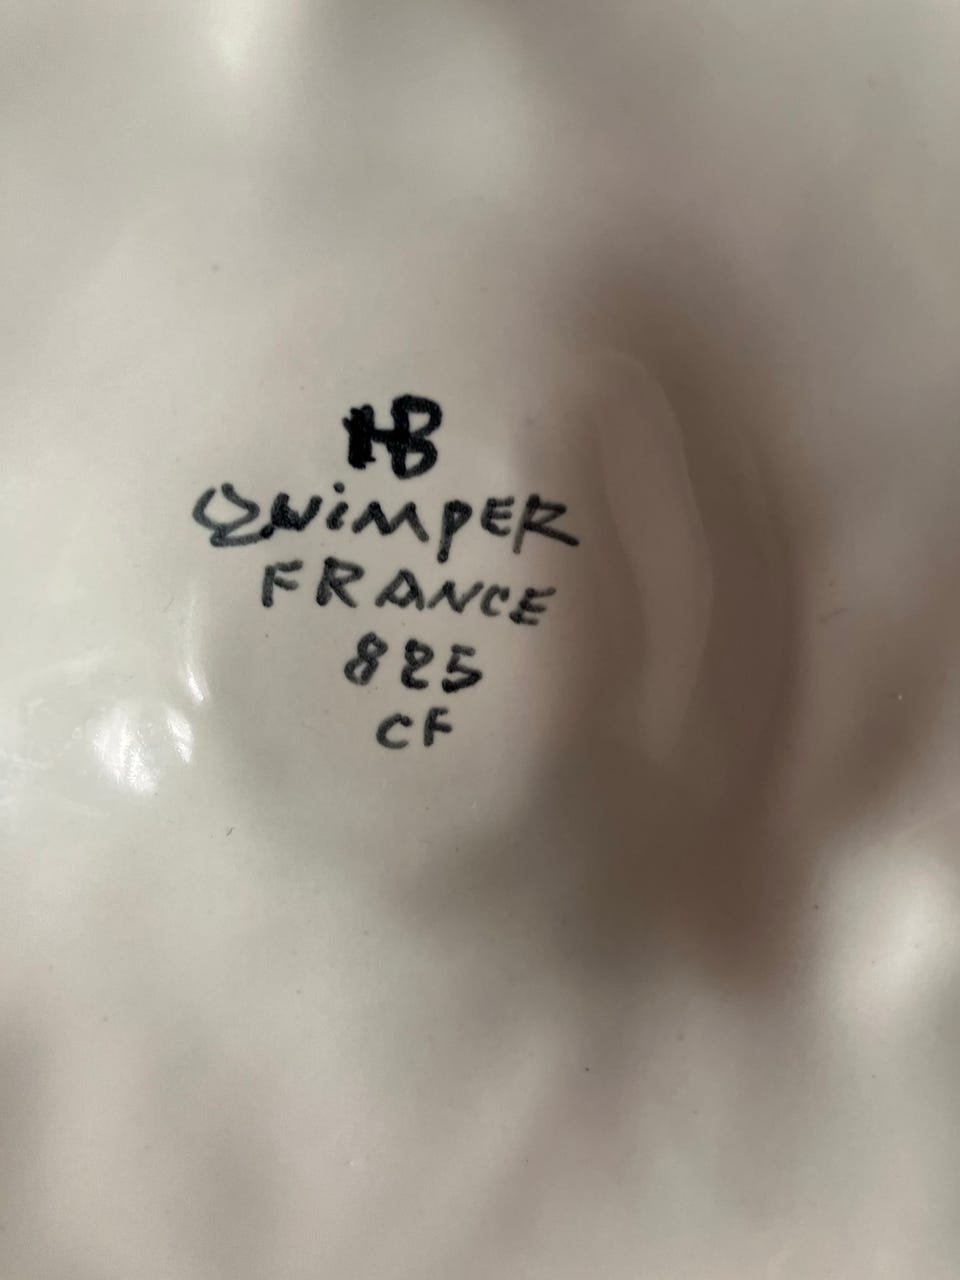 HB
QUiMPER
FRANCE
825
CF